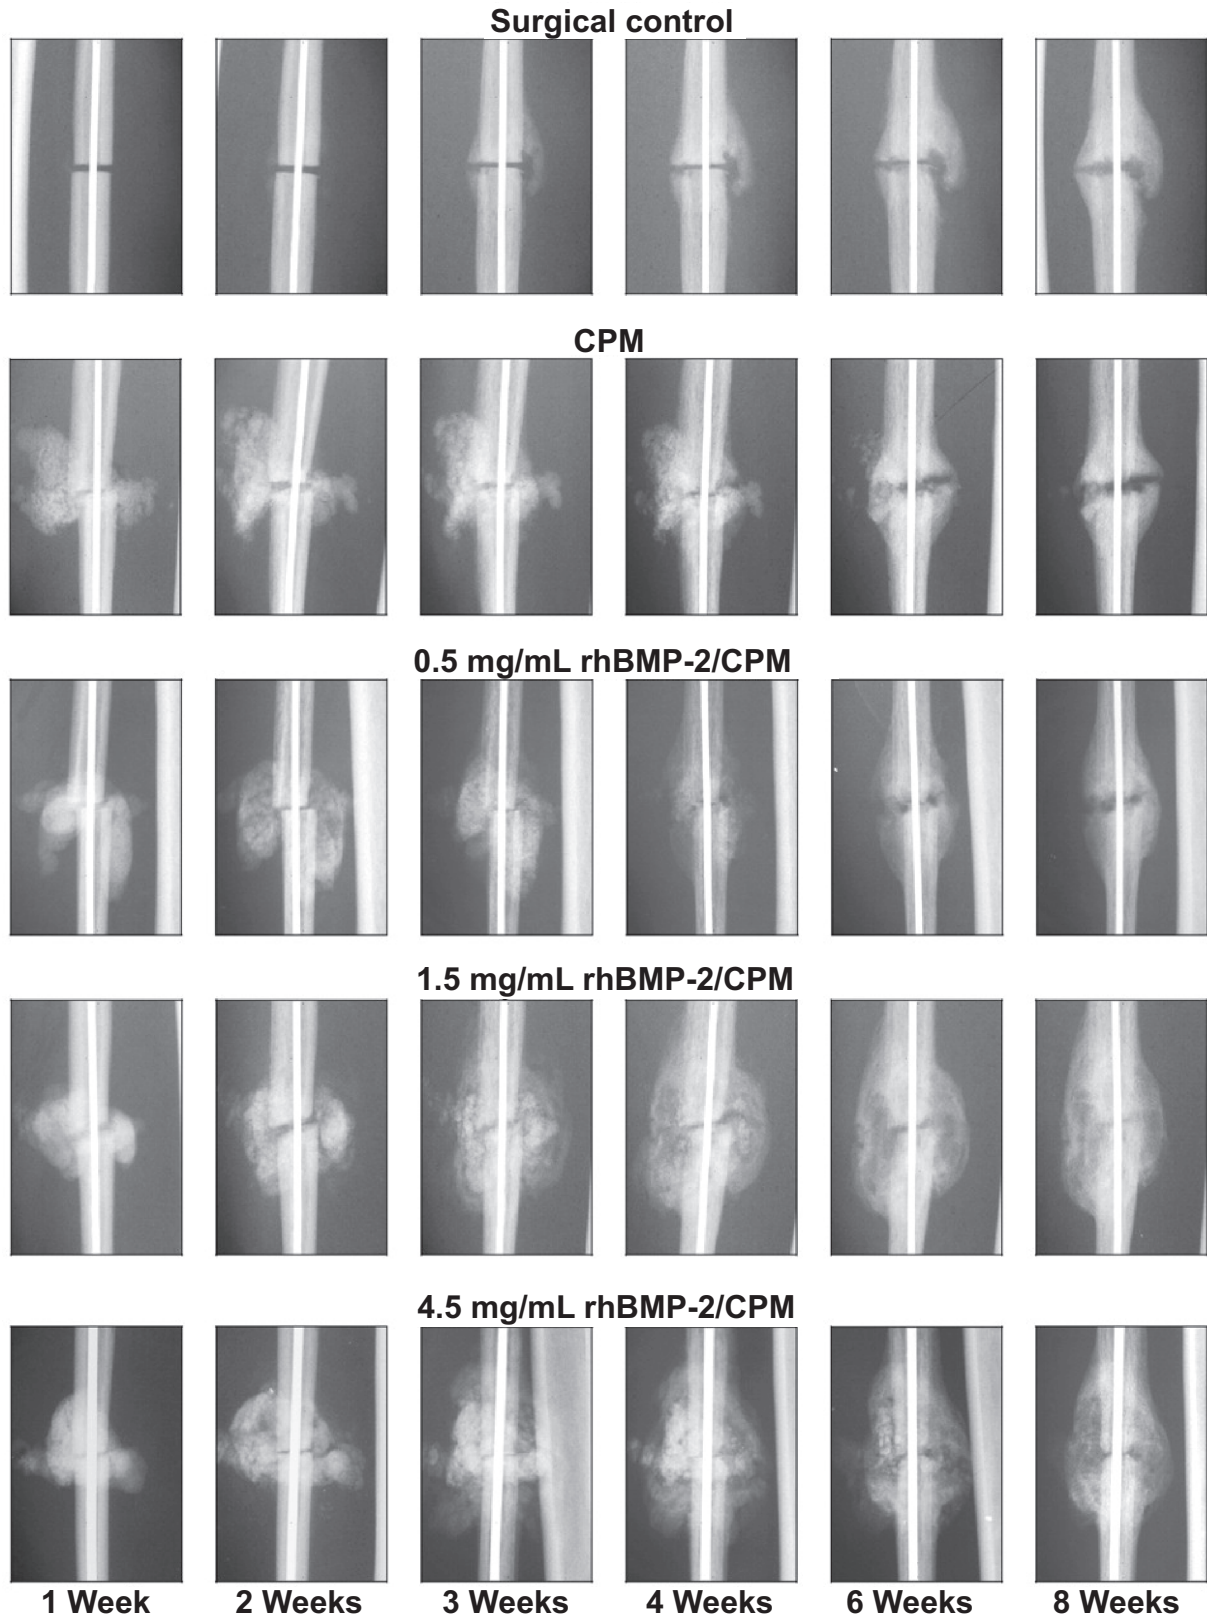 Surgical control
CPM
0.5 mg/mL rhBMP-2/CPM
1.5 mg/mL rhBMP-2/CPM
4.5 mg/mL rhBMP-2/CPM
1 Week 2 Weeks 3 Weeks 4 Weeks 6 Weeks 8 Weeks